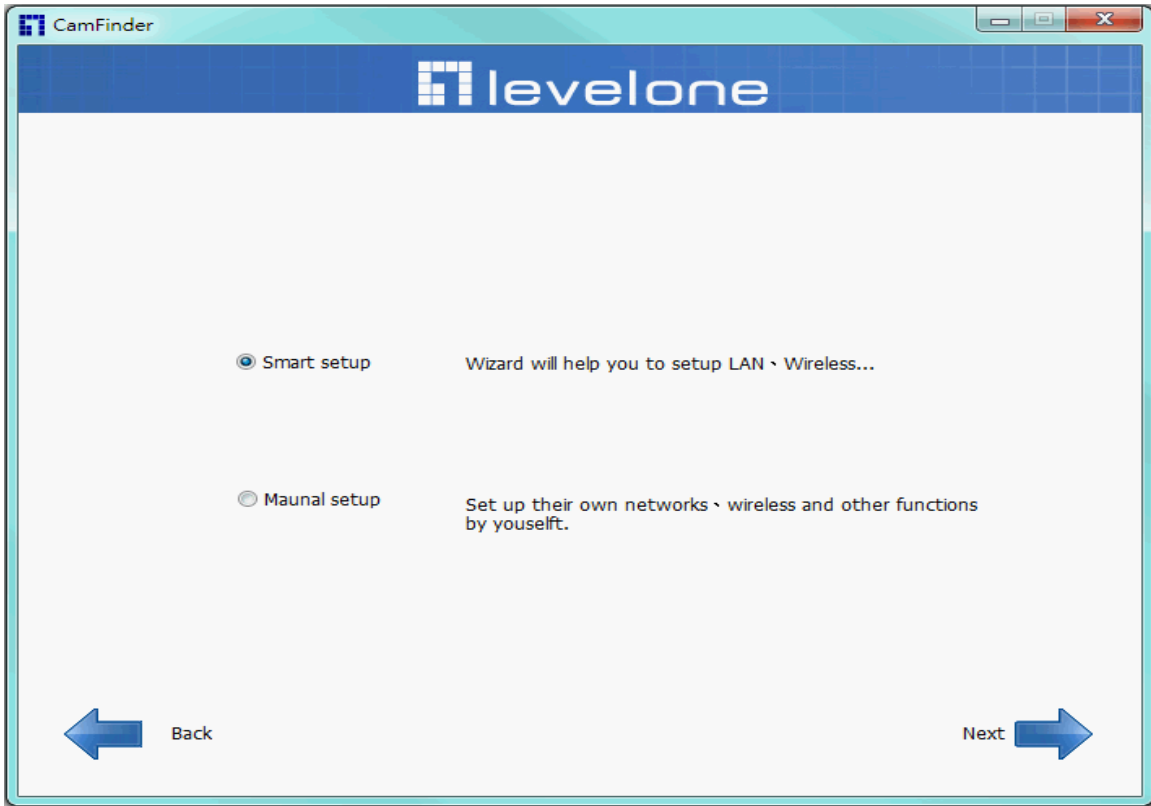 CamFinder
levelone
Smart setup
Wizard will help you to setup LAN、Wireless...
Maunal setup
Set up their own networks、wireless and other functions
by youselft.
Back
Next